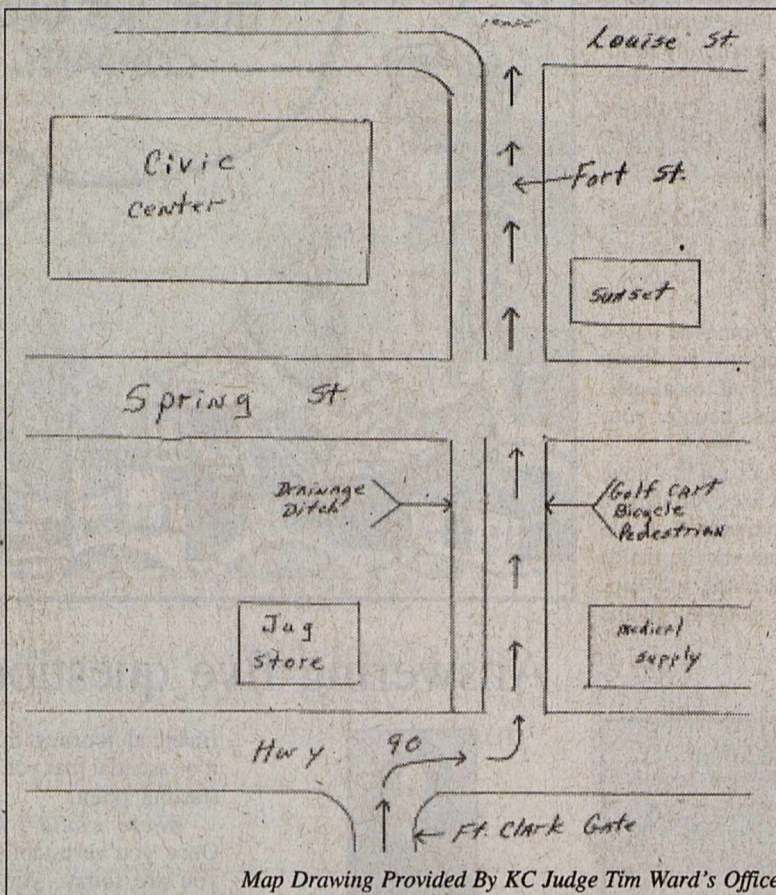 Louise St.
Civic
Center
Fort St.
Sunset
Spring St.
Drainage
Ditch
Golf Cart
Bicycle
Pedestrian
Jug
Store
medical
supply
Hwy 90
Ft. Clark Gate
Map Drawing Provided By KC Judge Tim Ward's Office